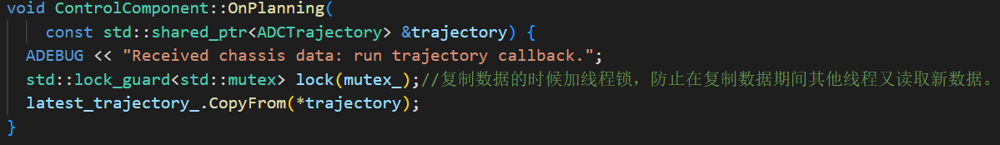 void ControlComponent::OnPlanning(
    const std::shared_ptr<ADCTrajectory> &trajectory) {
  ADEBUG << "Received chassis data: run trajectory callback.";
  std::lock_guard<std::mutex> lock(mutex_);//复制数据的时候加线程锁，防止在复制数据期间其他线程又读取新数据。
  latest_trajectory_.CopyFrom(*trajectory);
}